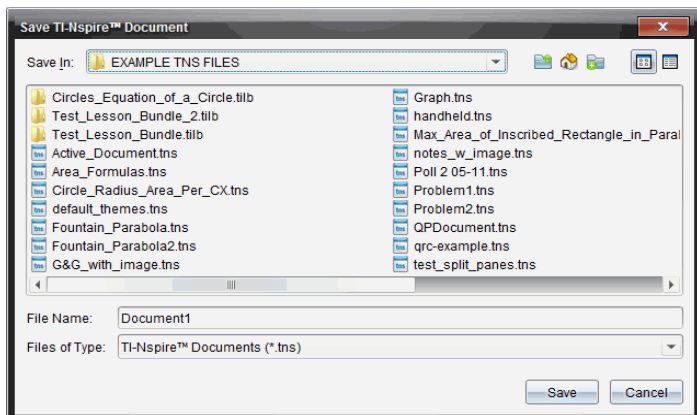 Save TI-Nspire™ Document
Save In: EXAMPLE TNS FILES
Circles_Equation_of_a_Circle.tilb
Test_Lesson_Bundle_2.tilb
Test_Lesson_Bundle.tilb
Active_Document.tns
Area_Formulas.tns
Circle_Radius_Area_Per_CX.tns
default_themes.tns
Fountain_Parabola.tns
Fountain_Parabola2.tns
G&G_with_image.tns
Graph.tns
handheld.tns
Max_Area_of_Inscribed_Rectangle_in_Paral
notes_w_image.tns
Poll 2 05-11.tns
Problem1.tns
Problem2.tns
QPDocument.tns
qrc-example.tns
test_split_panes.tns
File Name: Document1
Files of Type: TI-Nspire™ Documents (*.tns)
Save Cancel